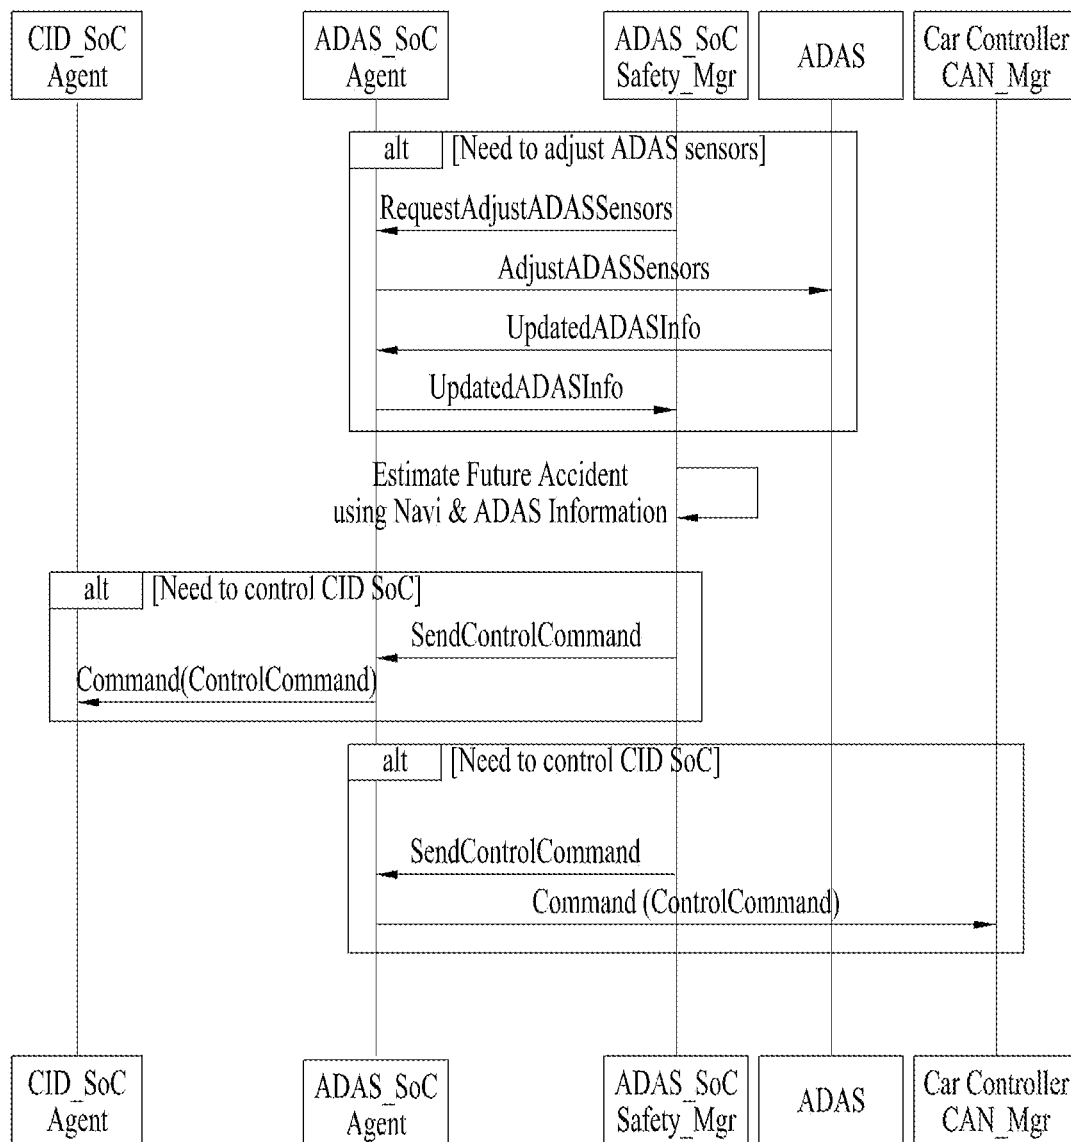 CID_SoC
Agent
ADAS_SoC
Agent
ADAS_SoC
Safety_Mgr
ADAS
Car Controller
CAN_Mgr
alt [Need to adjust ADAS sensors]
RequestAdjustADASSensors
AdjustADASSensors
UpdatedADASInfo
UpdatedADASInfo
Estimate Future Accident
using Navi & ADAS Information
alt [Need to control CID SoC]
SendControlCommand
Command(ControlCommand)
alt [Need to control CID SoC]
SendControlCommand
Command (ControlCommand)
CID_SoC
Agent
ADAS_SoC
Agent
ADAS_SoC
Safety_Mgr
ADAS
Car Controller
CAN_Mgr